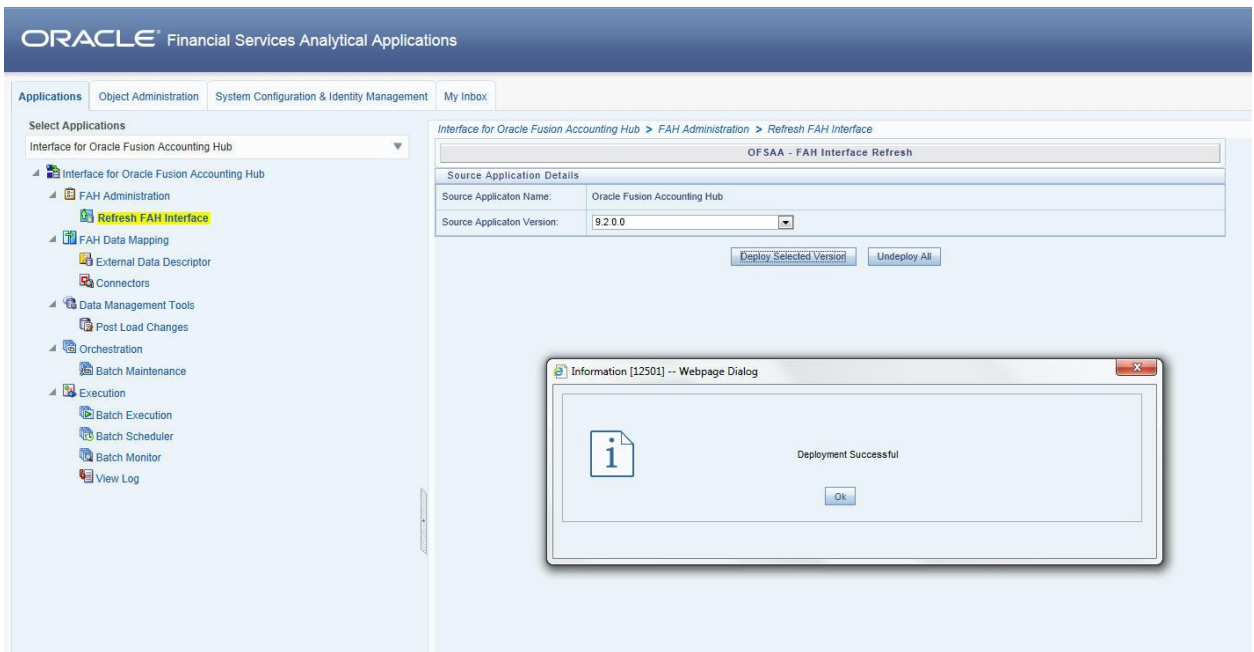 ORACLE® Financial Services Analytical Applications
Applications Object Administration System Configuration & Identity Management My Inbox
Select Applications
Interface for Oracle Fusion Accounting Hub
Interface for Oracle Fusion Accounting Hub
FAH Administration
Refresh FAH Interface
FAH Data Mapping
External Data Descriptor
Connectors
Data Management Tools
Post Load Changes
Orchestration
Batch Maintenance
Execution
Batch Execution
Batch Scheduler
Batch Monitor
View Log
Interface for Oracle Fusion Accounting Hub > FAH Administration > Refresh FAH Interface
OFSAA - FAH Interface Refresh
Source Application Details
Source Applicaton Name: Oracle Fusion Accounting Hub
Source Applicaton Version: 9.2.0.0
Deploy Selected Version Undeploy All
Information [12501] -- Webpage Dialog
i
Deployment Successful
Ok